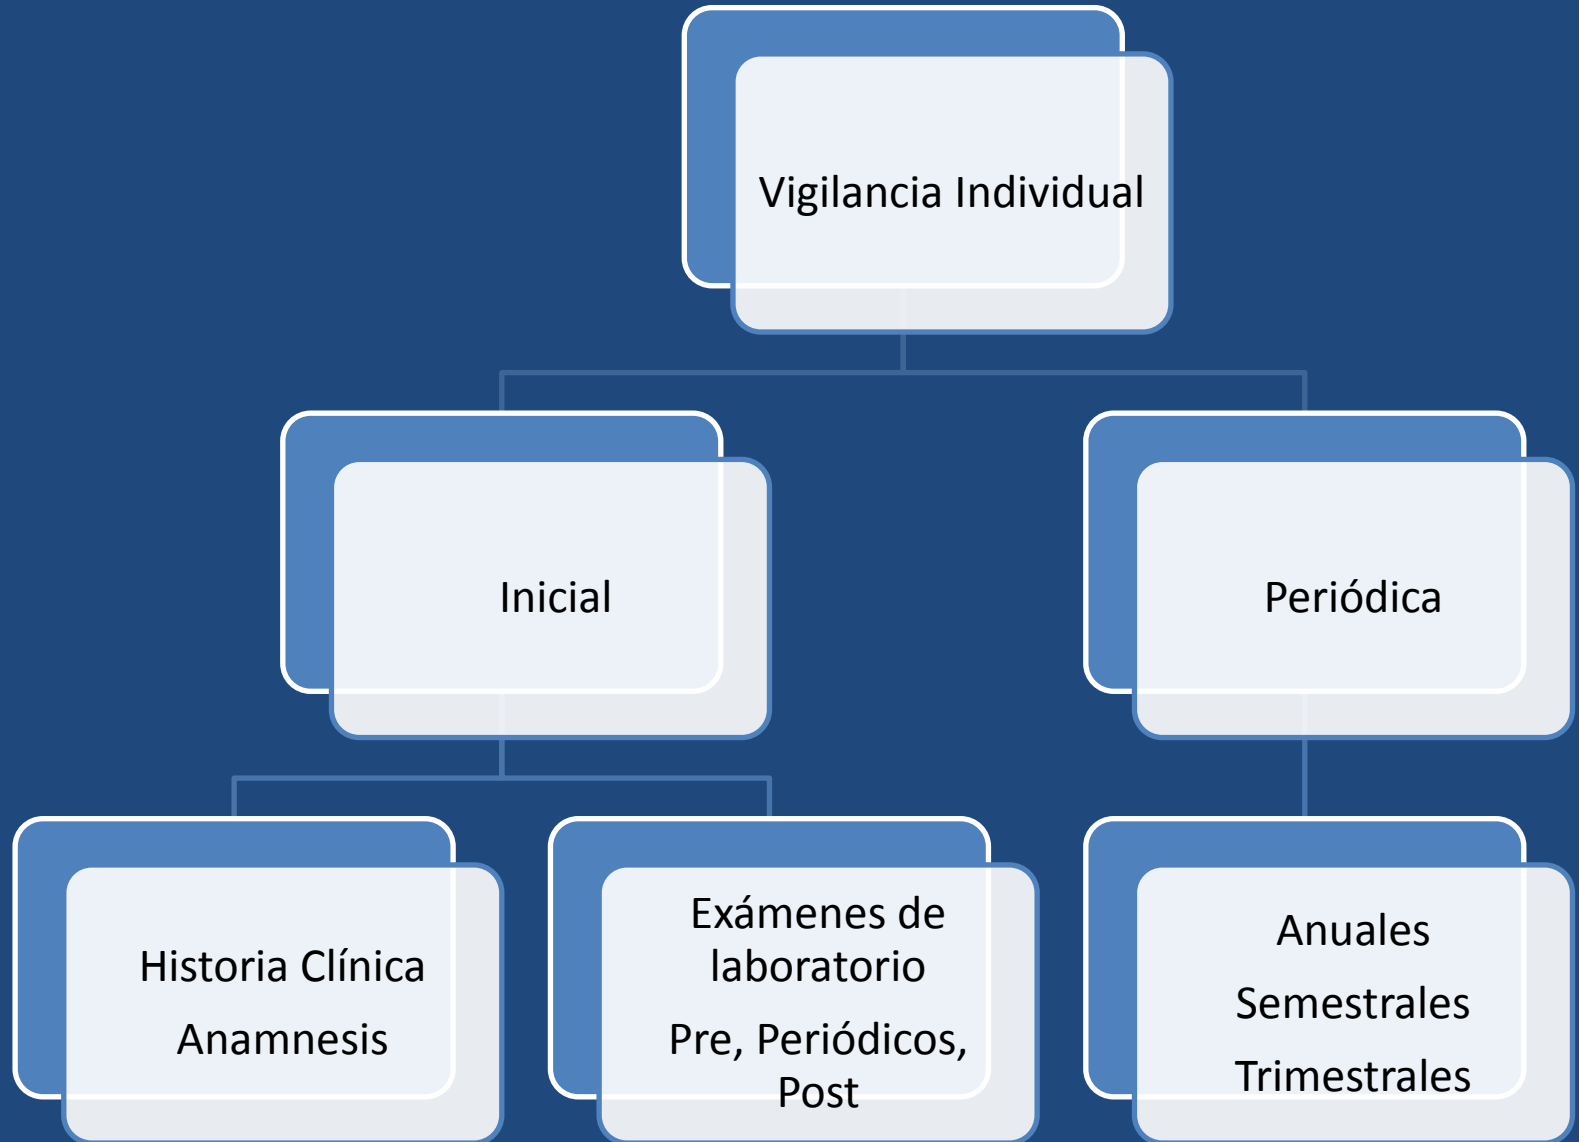 Vigilancia Individual
Inicial
Periódica
Historia Clínica
Anamnesis
Exámenes de
laboratorio
Pre, Periódicos,
Post
Anuales
Semestrales
Trimestrales